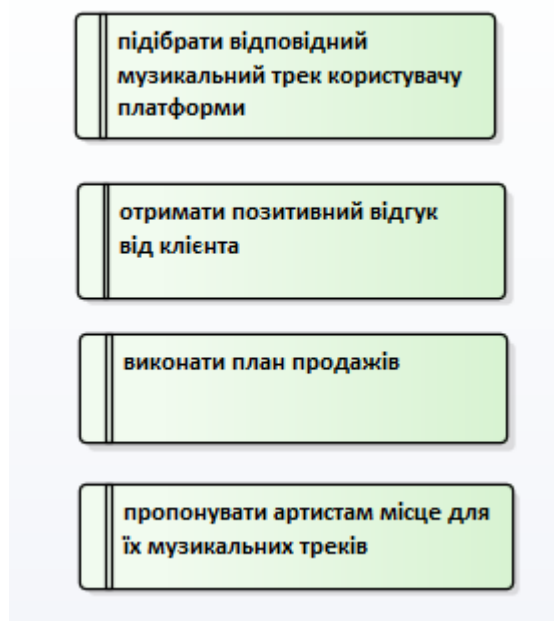 підібрати відповідний
музикальний трек користувачу
платформи
отримати позитивний відгук
від клієнта
виконати план продажів
пропонувати артистам місце для
їх музикальних треків